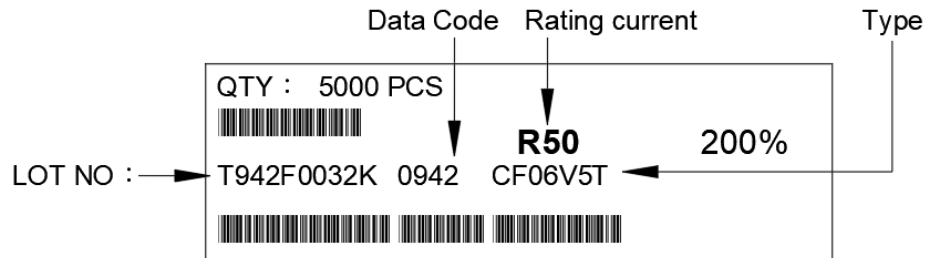 Data Code Rating current Type
QTY： 5000 PCS
R50 200%
LOT NO： T942F0032K 0942 CF06V5T